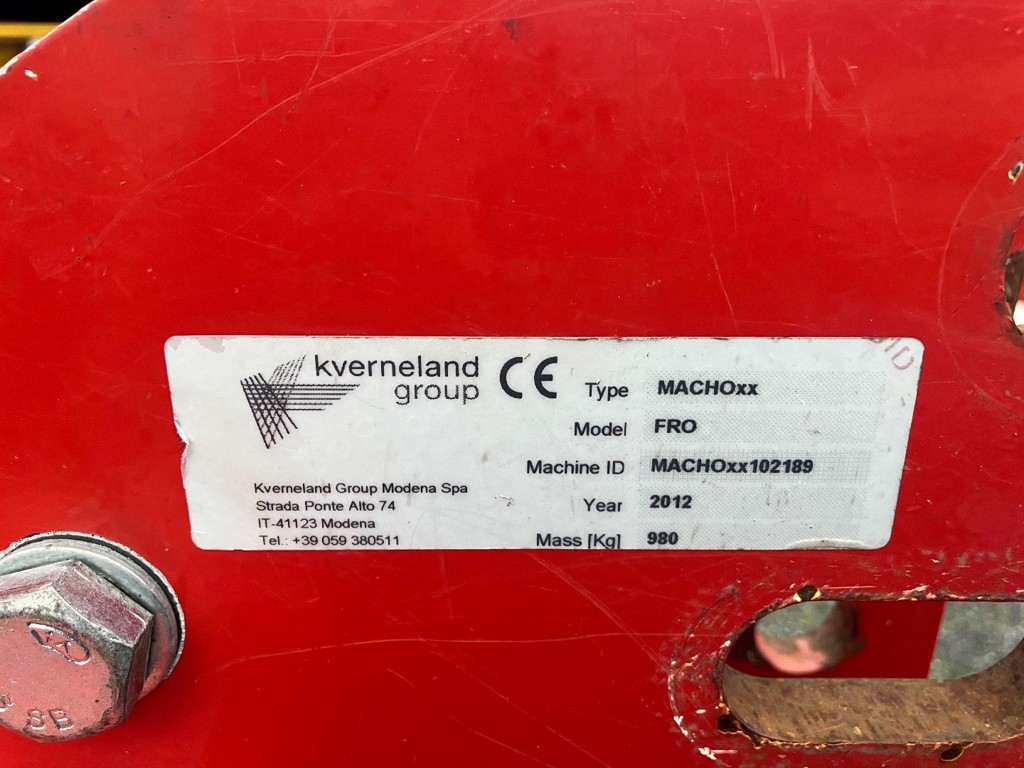 kverneland
group
CE
Type MACHOxx
Model FRO
Machine ID MACHOxx102189
Year 2012
Mass [Kg] 980
Kverneland Group Modena Spa
Strada Ponte Alto 74
IT-41123 Modena
Tel.: +39 059 380511
SB